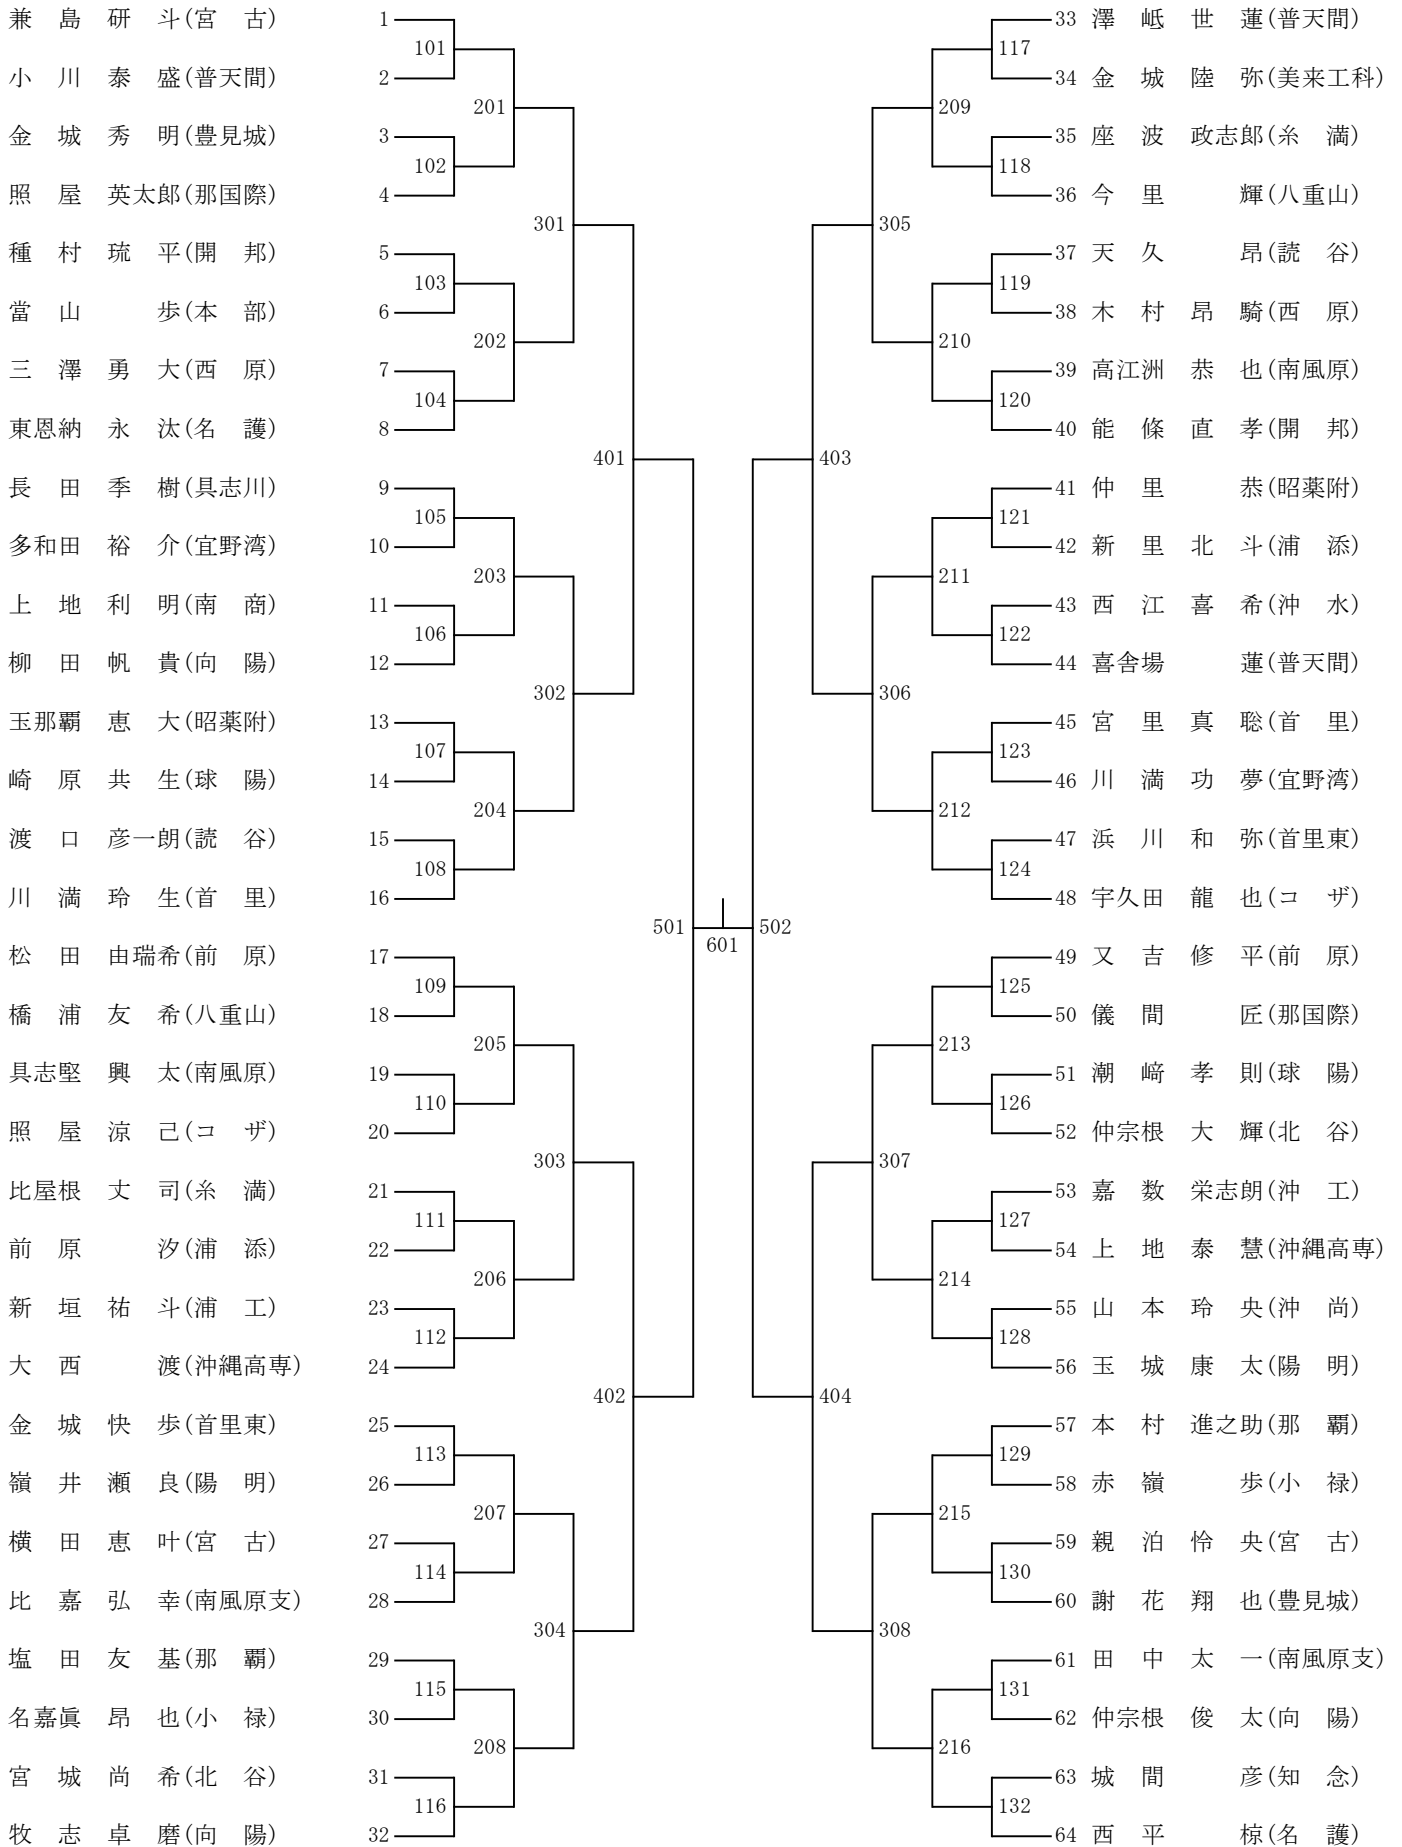 兼　島　研　斗(宮　古) 1
101
小　川　泰　盛(普天間) 2
201
金　城　秀　明(豊見城) 3
102
照　屋　英太郎(那国際) 4
301
種　村　琉　平(開　邦) 5
103
當　山　　　歩(本　部) 6
202
三　澤　勇　大(西　原) 7
104
東恩納　永　汰(名　護) 8
401
長　田　季　樹(具志川) 9
105
多和田　裕　介(宜野湾) 10
203
上　地　利　明(南　商) 11
106
柳　田　帆　貴(向　陽) 12
302
玉那覇　恵　大(昭薬附) 13
107
崎　原　共　生(球　陽) 14
204
渡　口　彦一朗(読　谷) 15
108
川　満　玲　生(首　里) 16
501
松　田　由瑞希(前　原) 17
109
橋　浦　友　希(八重山) 18
205
具志堅　興　太(南風原) 19
110
照　屋　涼　己(コ　ザ) 20
303
比屋根　丈　司(糸　満) 21
111
前　原　　　汐(浦　添) 22
206
新　垣　祐　斗(浦　工) 23
112
大　西　　　渡(沖縄高専) 24
402
金　城　快　歩(首里東) 25
113
嶺　井　瀬　良(陽　明) 26
207
横　田　恵　叶(宮　古) 27
114
比　嘉　弘　幸(南風原支) 28
304
塩　田　友　基(那　覇) 29
115
名嘉眞　昂　也(小　禄) 30
208
宮　城　尚　希(北　谷) 31
116
牧　志　卓　磨(向　陽) 32
601
33 澤　岻　世　蓮(普天間)
117
34 金　城　陸　弥(美来工科)
209
35 座　波　政志郎(糸　満)
118
36 今　里　　　輝(八重山)
305
37 天　久　　　昂(読　谷)
119
38 木　村　昂　騎(西　原)
210
39 高江洲　恭　也(南風原)
120
40 能　條　直　孝(開　邦)
403
41 仲　里　　　恭(昭薬附)
121
42 新　里　北　斗(浦　添)
211
43 西　江　喜　希(沖　水)
122
44 喜舎場　　　蓮(普天間)
306
45 宮　里　真　聡(首　里)
123
46 川　満　功　夢(宜野湾)
212
47 浜　川　和　弥(首里東)
124
48 宇久田　龍　也(コ　ザ)
502
49 又　吉　修　平(前　原)
125
50 儀　間　　　匠(那国際)
213
51 潮　﨑　孝　則(球　陽)
126
52 仲宗根　大　輝(北　谷)
307
53 嘉　数　栄志朗(沖　工)
127
54 上　地　泰　慧(沖縄高専)
214
55 山　本　玲　央(沖　尚)
128
56 玉　城　康　太(陽　明)
404
57 本　村　進之助(那　覇)
129
58 赤　嶺　　　歩(小　禄)
215
59 親　泊　怜　央(宮　古)
130
60 謝　花　翔　也(豊見城)
308
61 田　中　太　一(南風原支)
131
62 仲宗根　俊　太(向　陽)
216
63 城　間　　　彦(知　念)
132
64 西　平　　　椋(名　護)